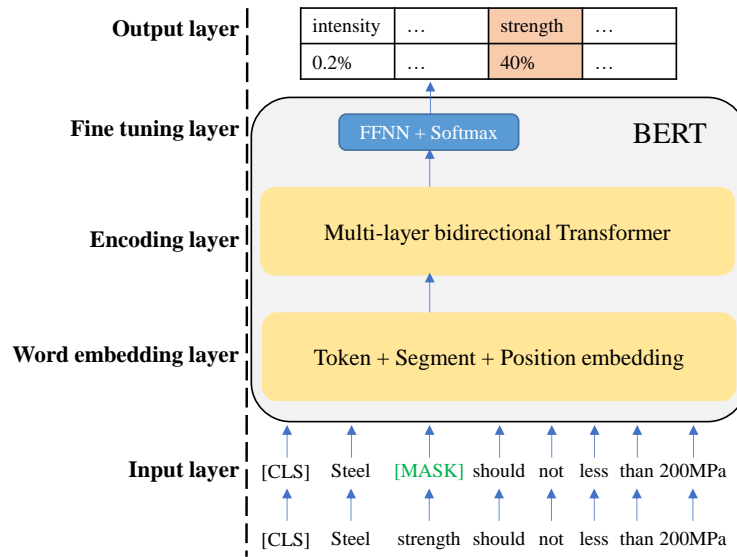 Output layer
intensity … strength …
0.2% … 40% …
Fine tuning layer
FFNN + Softmax
BERT
Encoding layer
Multi-layer bidirectional Transformer
Word embedding layer
Token + Segment + Position embedding
Input layer
[CLS] Steel [MASK] should not less than 200MPa
[CLS] Steel strength should not less than 200MPa